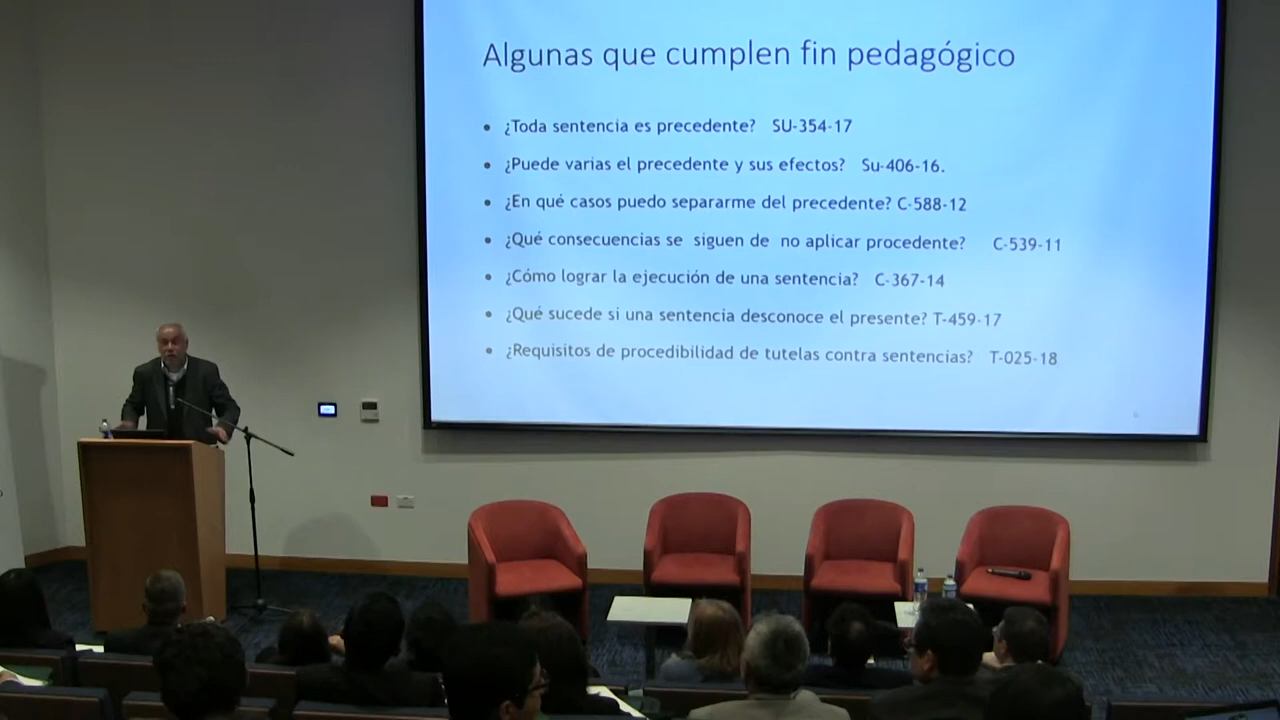 Algunas que cumplen fin pedagógico
• ¿Toda sentencia es precedente? SU-354-17
• ¿Puede varias el precedente y sus efectos? Su-406-16.
• ¿En qué casos puedo separarme del precedente? C-588-12
• ¿Qué consecuencias se siguen de no aplicar procedente? C-539-11
• ¿Cómo lograr la ejecución de una sentencia? C-367-14
• ¿Qué sucede si una sentencia desconoce el presente? T-459-17
• ¿Requisitos de procedibilidad de tutelas contra sentencias? T-025-18